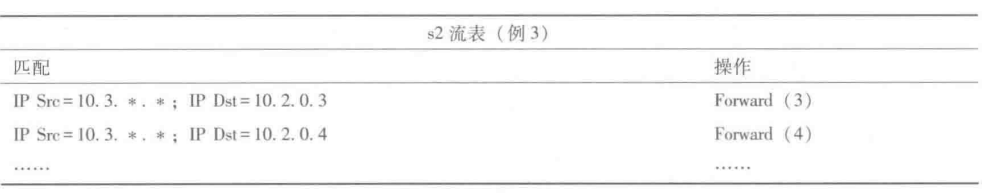 s2 流表（例 3）
匹配 操作
IP Src = 10. 3. *. *；IP Dst = 10. 2. 0. 3 Forward（3）
IP Src = 10. 3. *. *；IP Dst = 10. 2. 0. 4 Forward（4）
…… ……